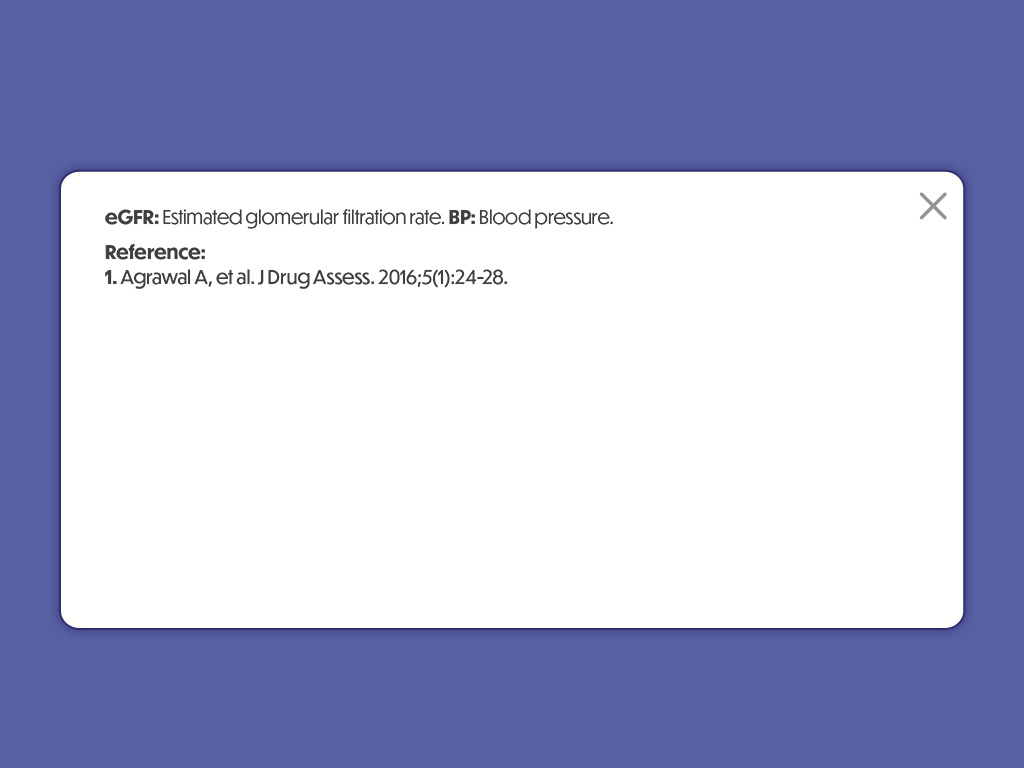 eGFR: Estimated glomerular filtration rate. BP: Blood pressure.
Reference:
1. Agrawal A, et al. J Drug Assess. 2016;5(1):24-28.